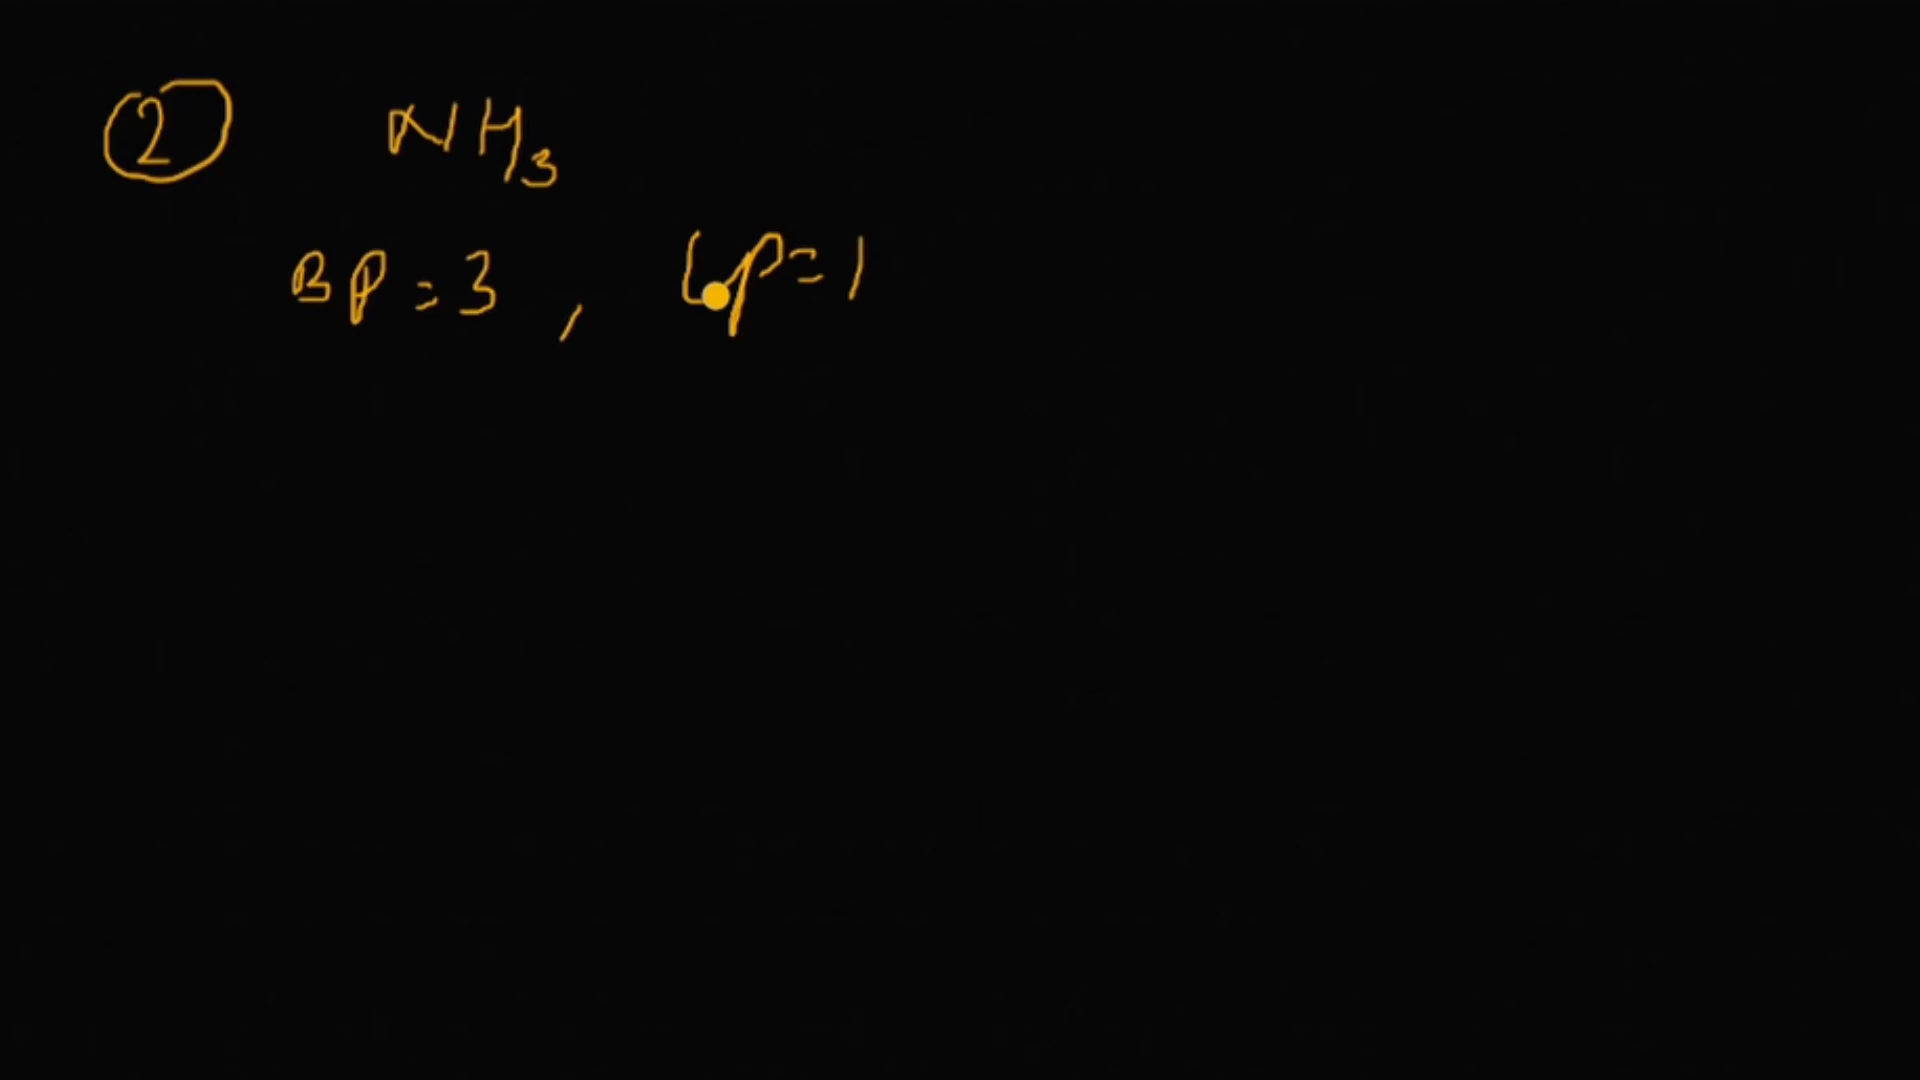 2 NH3
BP = 3 , LP = 1